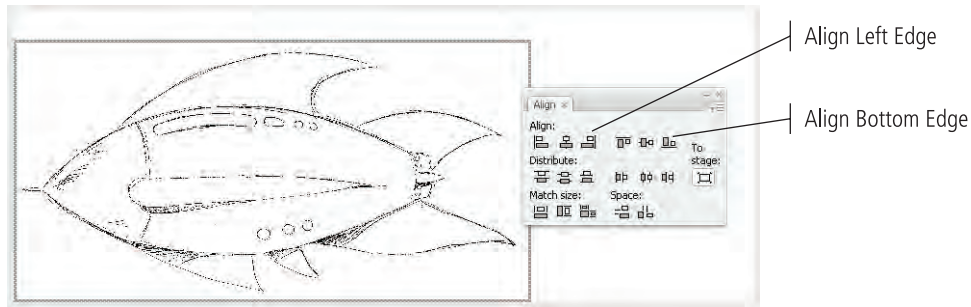 Align Left Edge
Align
Align:
Align Bottom Edge
To
stage:
Distribute:
Match size: Space: